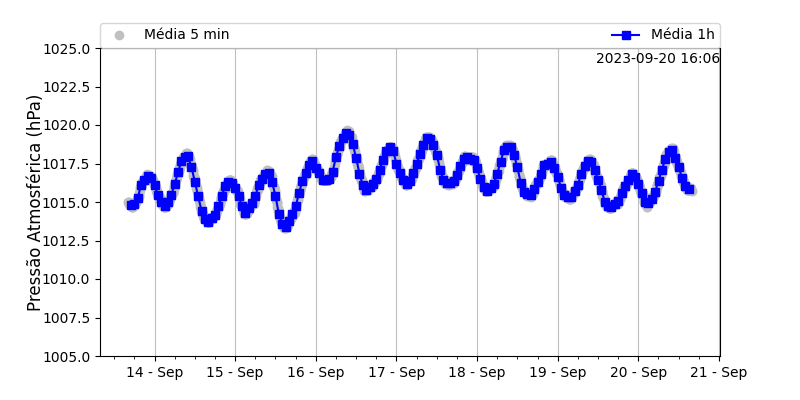 Média 5 min
Média 1h
2023-09-20 16:06
Pressão Atmosférica (hPa)
1025.0
1022.5
1020.0
1017.5
1015.0
1012.5
1010.0
1007.5
1005.0
14 - Sep
15 - Sep
16 - Sep
17 - Sep
18 - Sep
19 - Sep
20 - Sep
21 - Sep